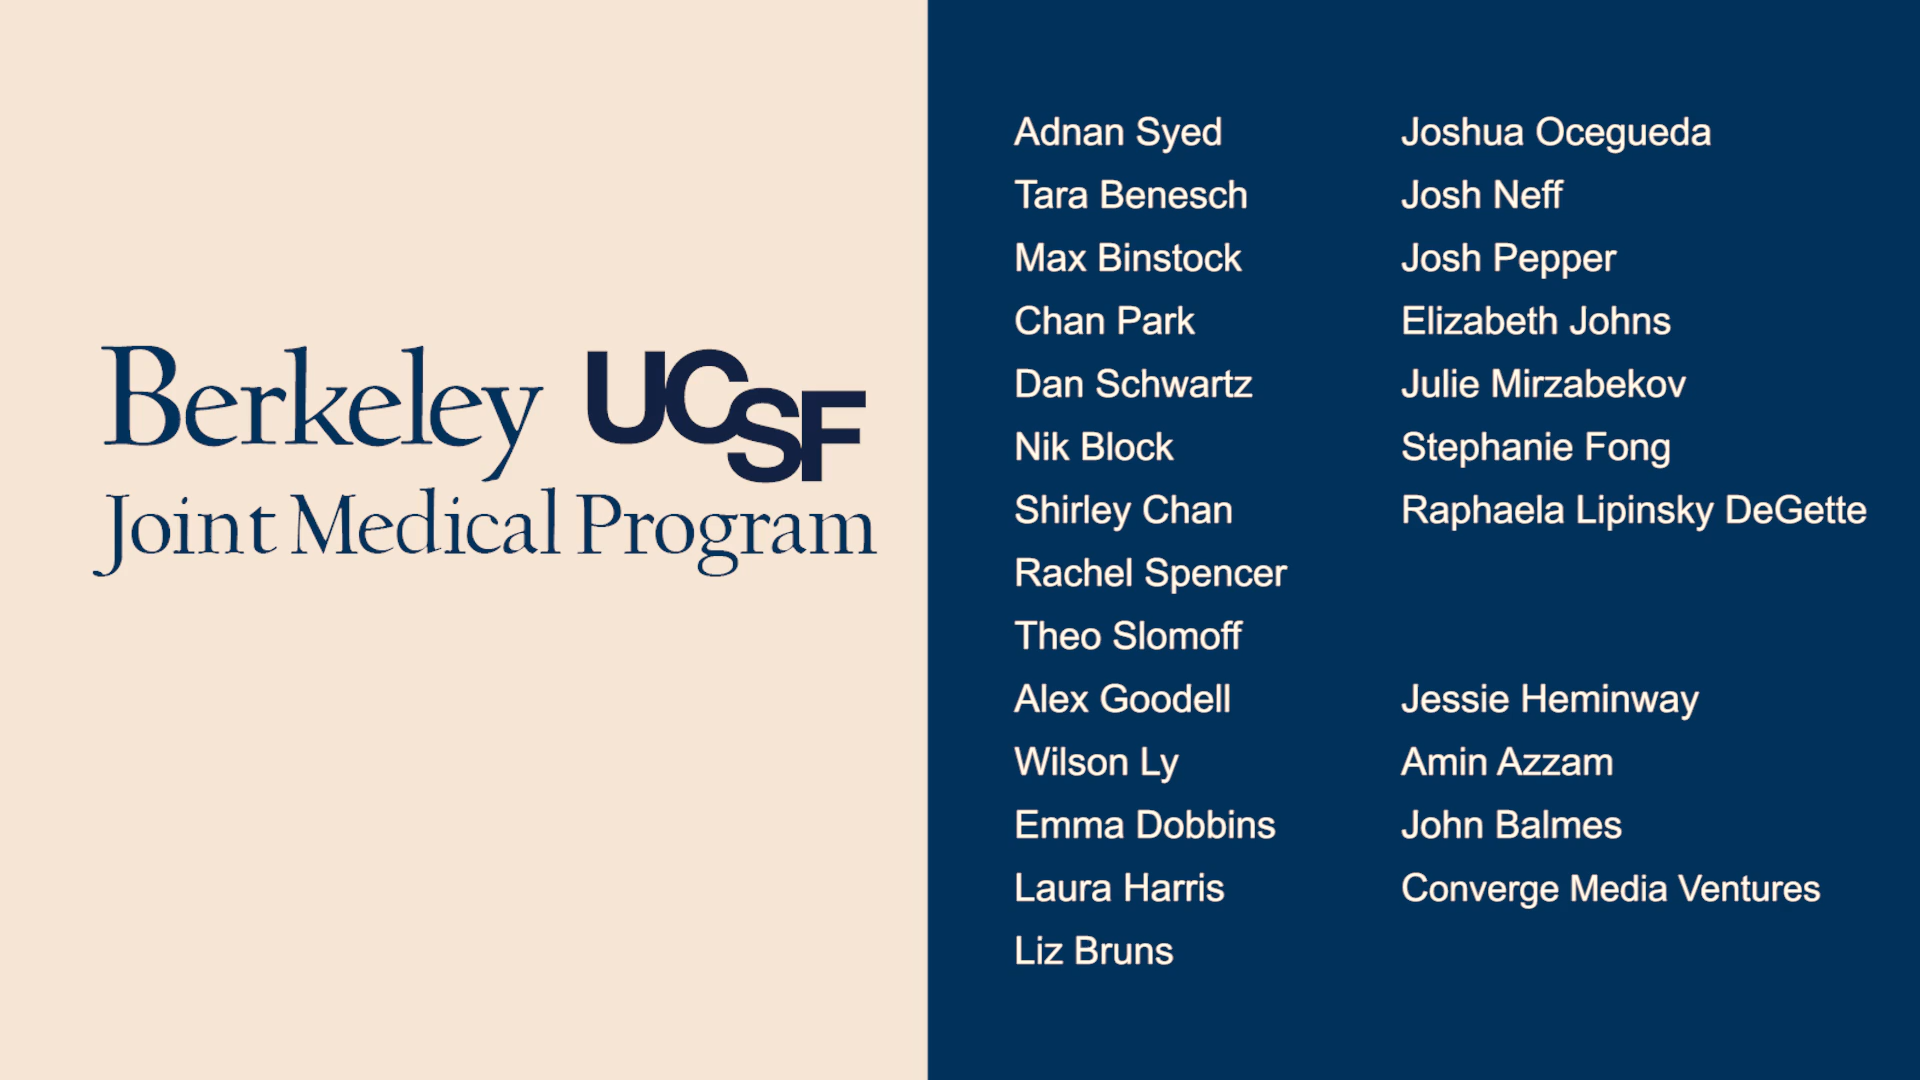 Berkeley UCSF
Joint Medical Program
Adnan Syed
Tara Benesch
Max Binstock
Chan Park
Dan Schwartz
Nik Block
Shirley Chan
Rachel Spencer
Theo Slomoff
Alex Goodell
Wilson Ly
Emma Dobbins
Laura Harris
Liz Bruns
Joshua Ocegueda
Josh Neff
Josh Pepper
Elizabeth Johns
Julie Mirzabekov
Stephanie Fong
Raphaela Lipinsky DeGette
Jessie Heminway
Amin Azzam
John Balmes
Converge Media Ventures